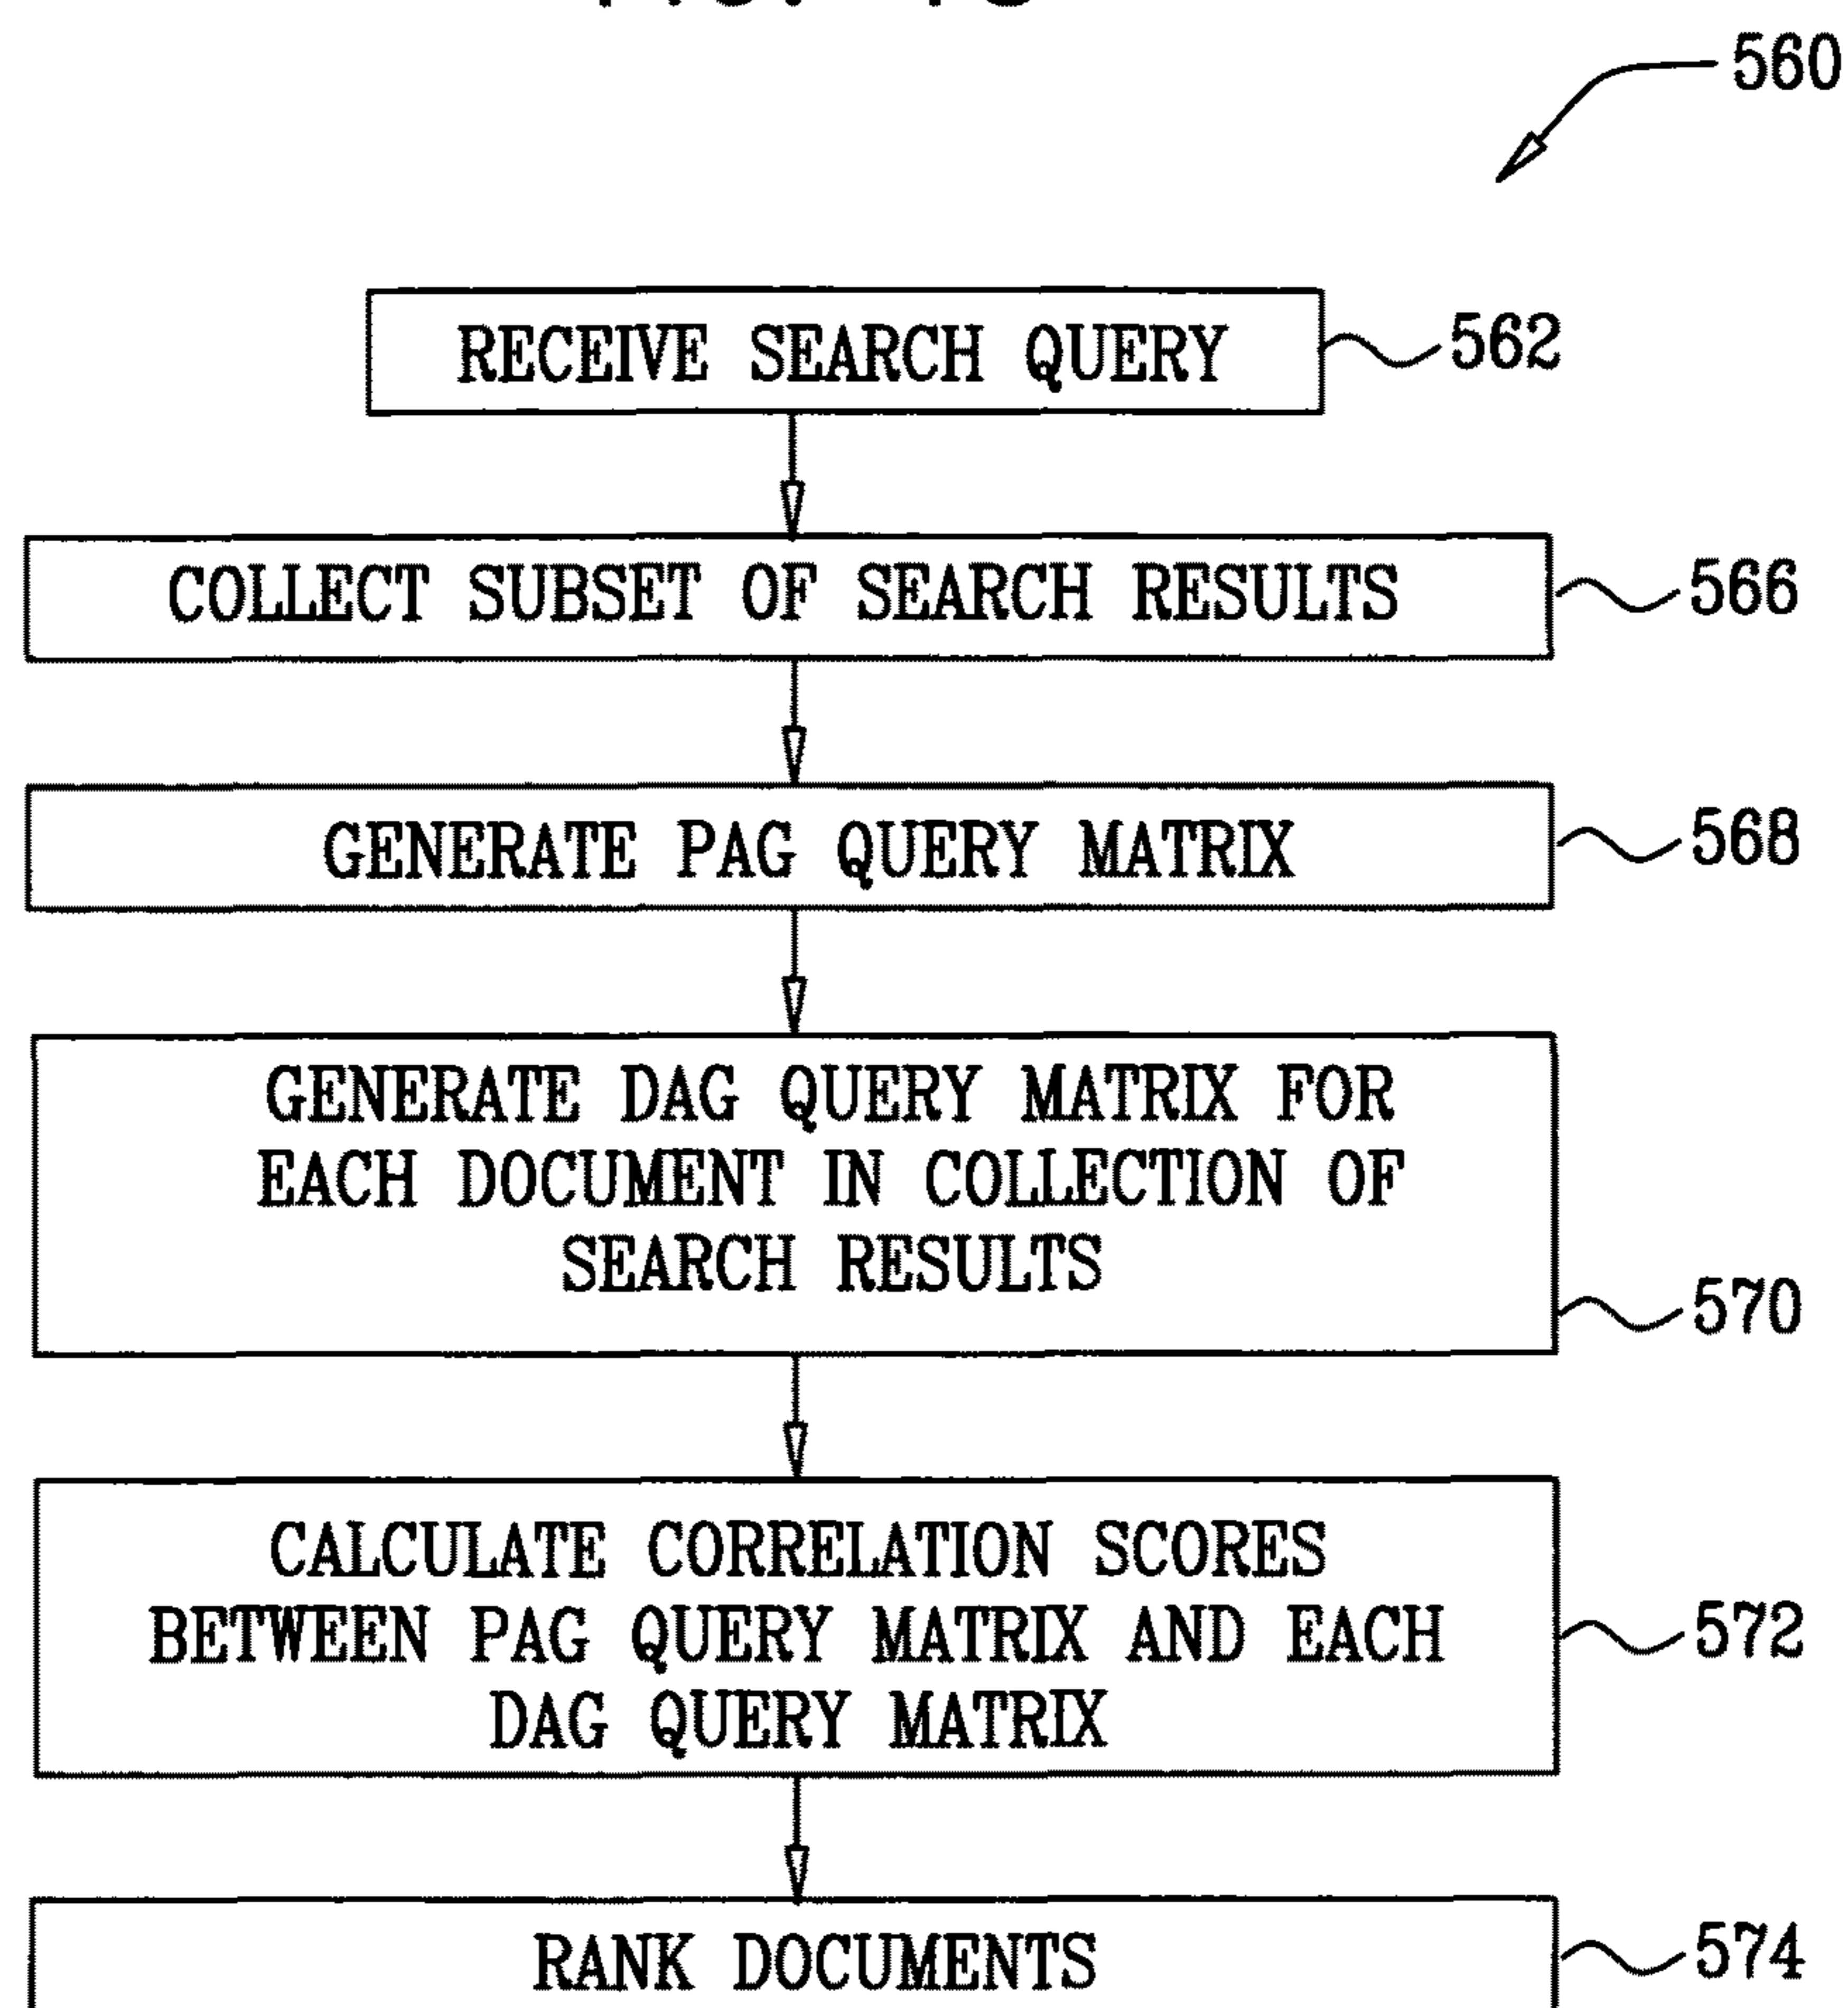 560
RECEIVE SEARCH QUERY
562
COLLECT SUBSET OF SEARCH RESULTS
566
GENERATE PAG QUERY MATRIX
568
GENERATE DAG QUERY MATRIX FOR
EACH DOCUMENT IN COLLECTION OF
SEARCH RESULTS
570
CALCULATE CORRELATION SCORES
BETWEEN PAG QUERY MATRIX AND EACH
DAG QUERY MATRIX
572
RANK DOCUMENTS
574